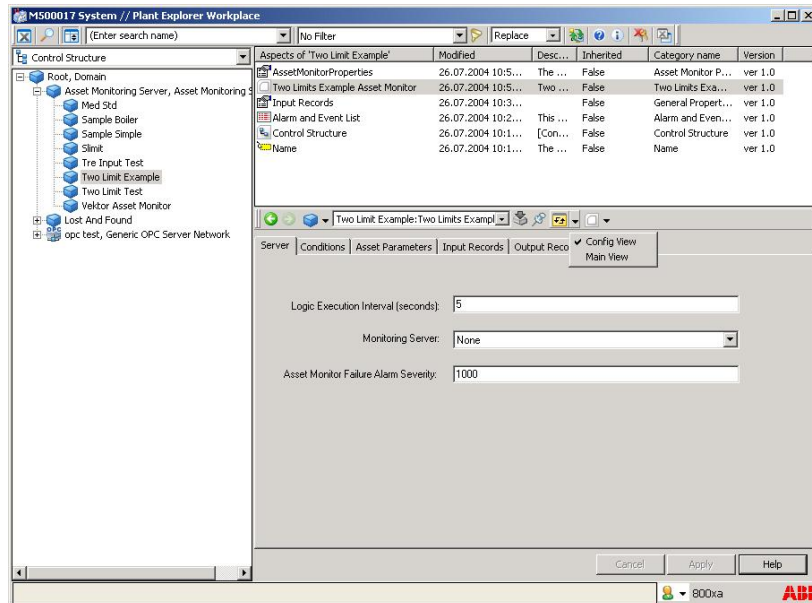 M500017 System // Plant Explorer Workplace
(Enter search name)
No Filter
Replace
Control Structure
Root, Domain
Asset Monitoring Server, Asset Monitoring S
Med Std
Sample Boiler
Sample Simple
Slimit
Tre Input Test
Two Limit Example
Two Limit Test
Vektor Asset Monitor
Lost And Found
opc test, Generic OPC Server Network
Aspects of 'Two Limit Example' Modified Desc... Inherited Category name Version
AssetMonitorProperties 26.07.2004 10:5... The ... False Asset Monitor P... ver 1.0
Two Limits Example Asset Monitor 26.07.2004 10:5... Two ... False Two Limits Exa... ver 1.0
Input Records 26.07.2004 10:3... False General Propert... ver 1.0
Alarm and Event List 26.07.2004 10:2... This ... False Alarm and Even... ver 1.0
Control Structure 26.07.2004 10:1... [Con... False Control Structure ver 1.0
Name 26.07.2004 10:1... The ... False Name ver 1.0
Two Limit Example:Two Limits Exampl
Config View
Main View
Server Conditions Asset Parameters Input Records Output Reco
Logic Execution Interval (seconds): 5
Monitoring Server: None
Asset Monitor Failure Alarm Severity: 1000
Cancel Apply Help
800xa
ABB